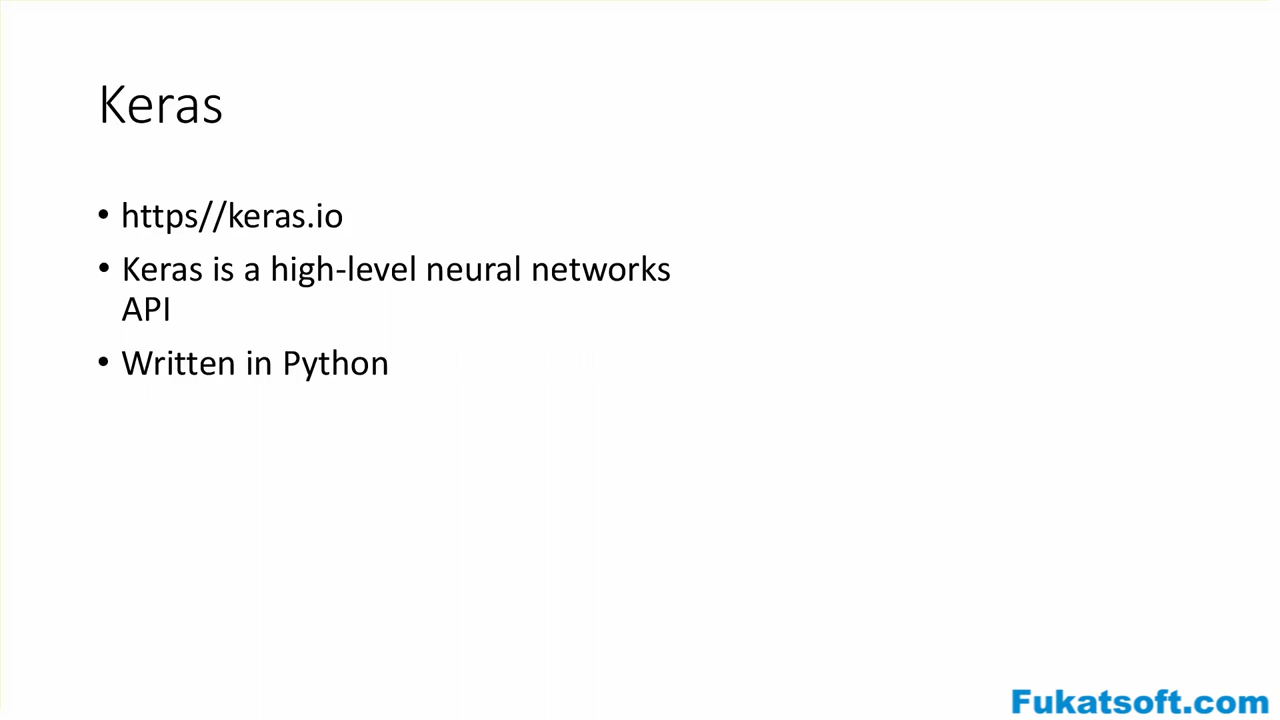 Keras
• https//keras.io
• Keras is a high-level neural networks
API
• Written in Python
Fukatsoft.com